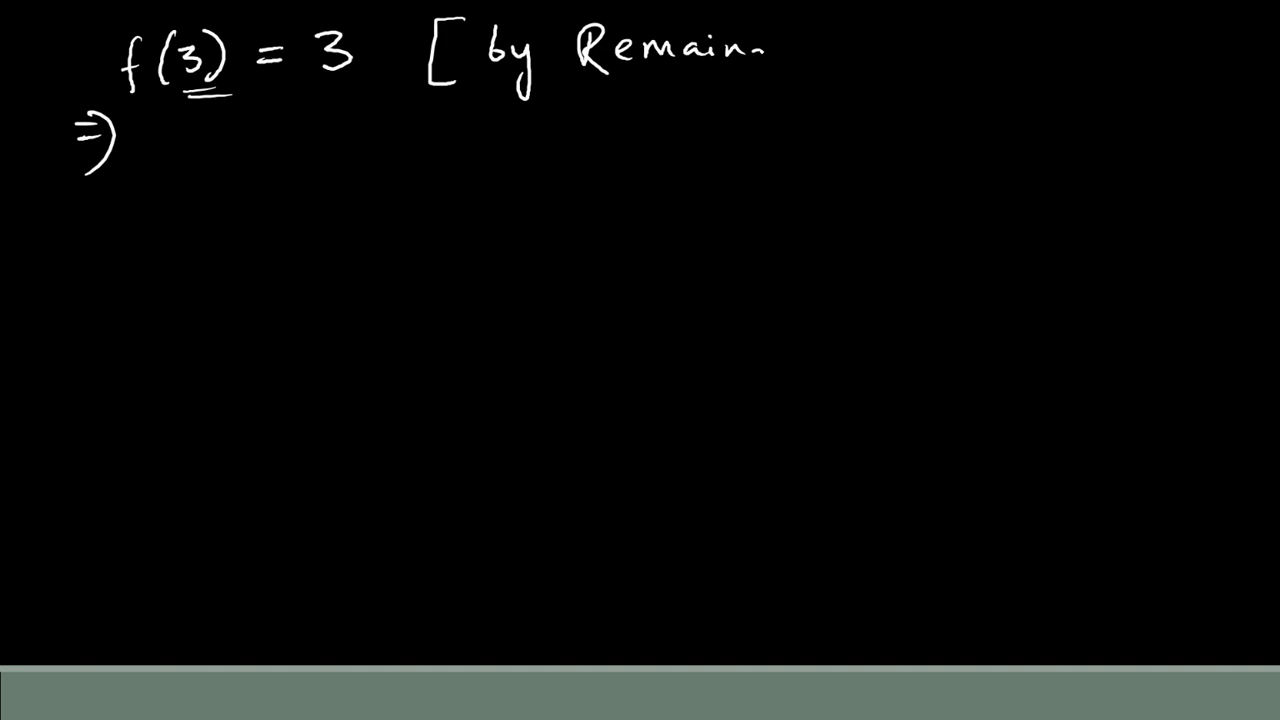 f(3) = 3 [ by Remain.
⇒